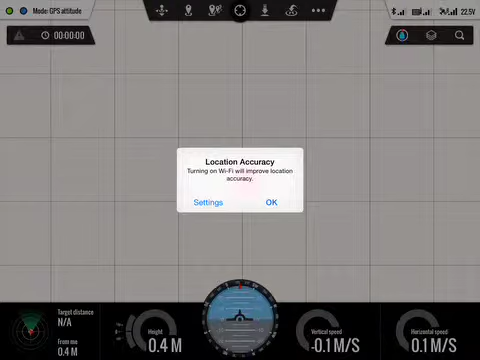 Mode: GPS altitude
22.5V
00:00:00
Location Accuracy
Turning on Wi-Fi will improve location
accuracy.
Settings
OK
Target distance
N/A
From me
0.4 M
Height
0.4 M
Vertical speed
-0.1 M/S
Horizontal speed
0.1 M/S